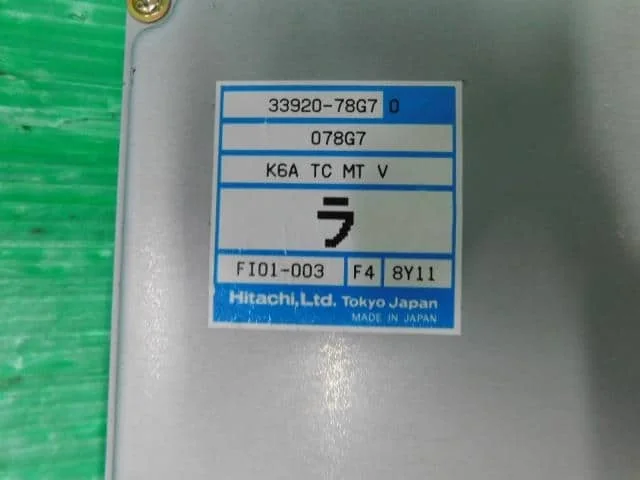 33920-78G7 0
078G7
K6A TC MT V
ラ
FI01-003 F4 8Y11
Hitachi,Ltd. Tokyo Japan
MADE IN JAPAN